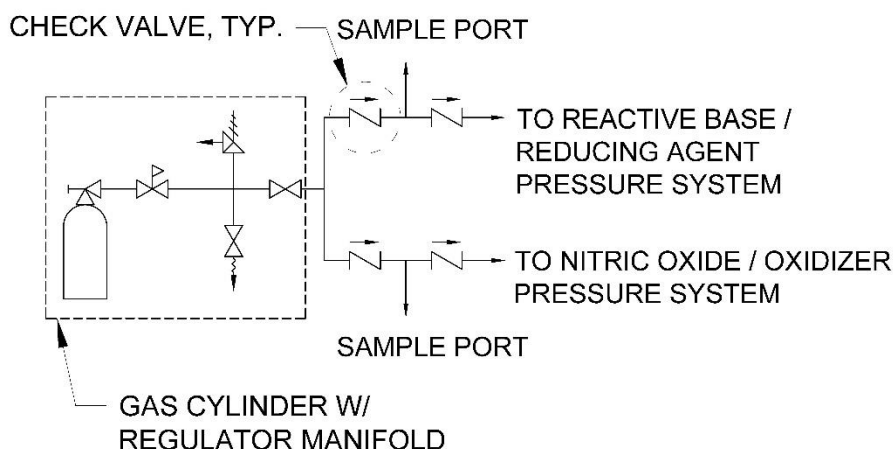 CHECK VALVE, TYP.
SAMPLE PORT
TO REACTIVE BASE /
REDUCING AGENT
PRESSURE SYSTEM
TO NITRIC OXIDE / OXIDIZER
PRESSURE SYSTEM
SAMPLE PORT
GAS CYLINDER W/
REGULATOR MANIFOLD